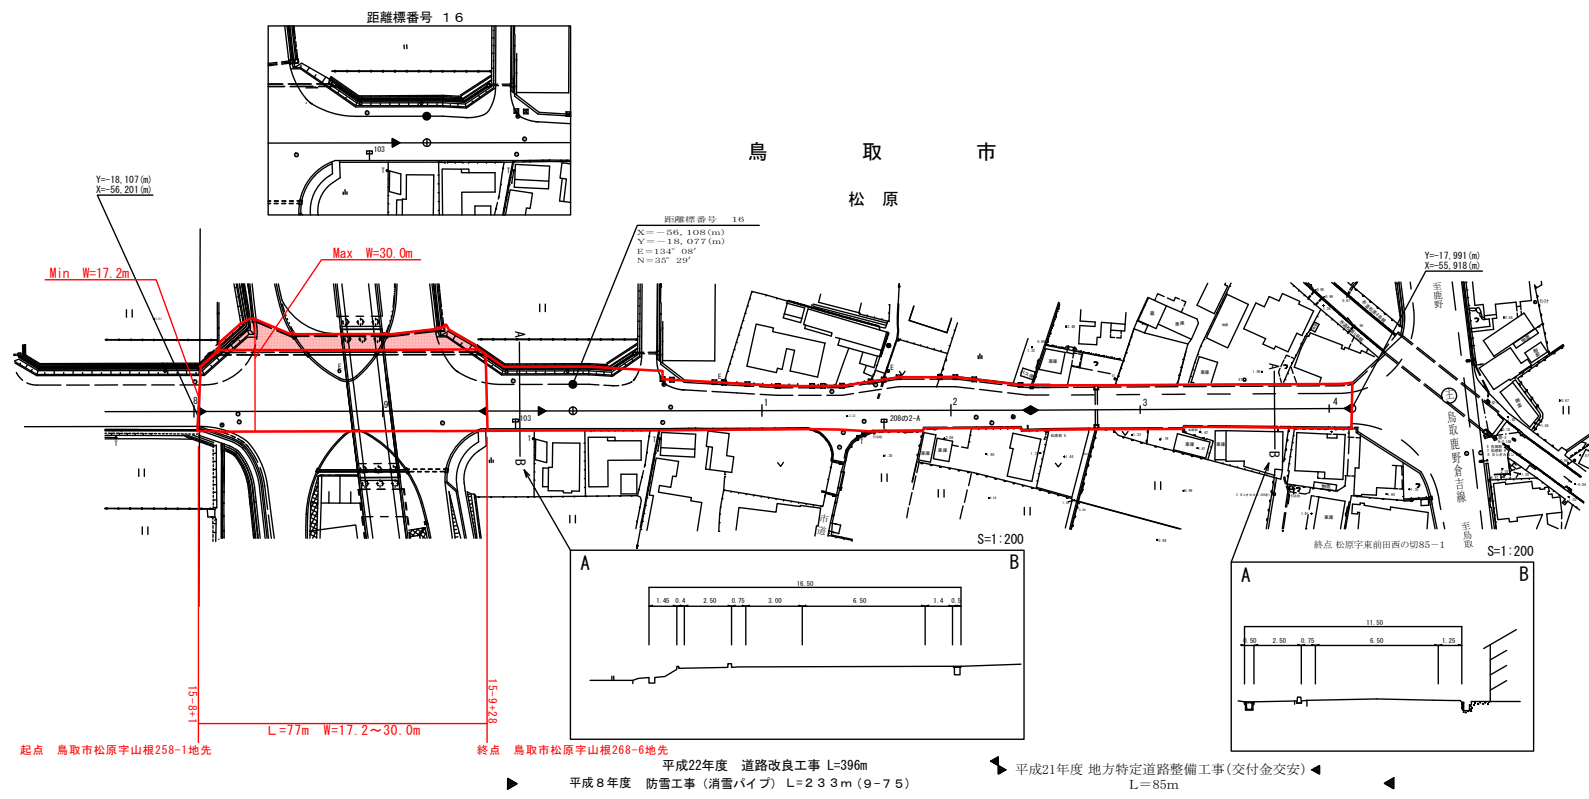 距離標番号 １６
103
鳥 取 市
松 原
Y=-18,107(m)
X=-56,201(m)
距離標番号 16
X=-56,108(m)
Y=-18,077(m)
E=134° 08′
N=35° 29′
Max W=30.0m
Min W=17.2m
Y=-17,991(m)
X=-55,918(m)
至鹿野
A
A
8
9
1
2
3
4
103
208の2-A
B
B
主 鳥取鹿野倉吉線
市道
至鳥取
終点 松原字東前田西の切85-1
S=1:200
A B
16.50
1.45 0.4 2.50 0.75 3.00 6.50 1.4 0.5
S=1:200
A B
11.50
0.50 2.50 0.75 6.50 1.25
15-8+1
15-9+28
L=77m W=17.2～30.0m
起点 鳥取市松原字山根258-1地先
終点 鳥取市松原字山根268-6地先
平成22年度 道路改良工事 L=396m
平成８年度 防雪工事（消雪パイプ）L=２３３m（9-７５）
平成21年度 地方特定道路整備工事(交付金交安)
L=85m